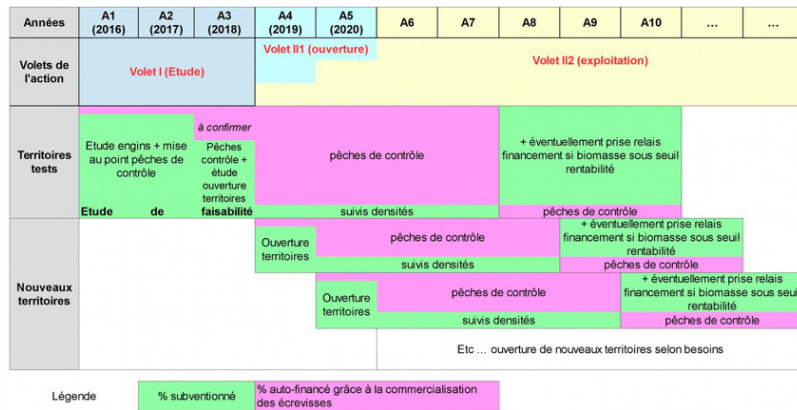 Années
A1
(2016)
A2
(2017)
A3
(2018)
A4
(2019)
A5
(2020)
A6
A7
A8
A9
A10
...
...
Volets de
l'action
Volet I (Etude)
Volet II1 (ouverture)
Volet II2 (exploitation)
Territoires
tests
Etude engins + mise
au point pêches de
contrôle
à confirmer
Pêches
contrôle +
étude
ouverture
territoires
Etude de faisabilité
pêches de contrôle
suivis densités
+ éventuellement prise relais
financement si biomasse sous seuil
rentabilité
pêches de contrôle
Nouveaux
territoires
Ouverture
territoires
pêches de contrôle
suivis densités
+ éventuellement prise relais
financement si biomasse sous seuil
rentabilité
pêches de contrôle
Ouverture
territoires
pêches de contrôle
suivis densités
+ éventuellement prise relais
financement si biomasse sous seuil
rentabilité
pêches de contrôle
Etc ... ouverture de nouveaux territoires selon besoins
Légende
% subventionné
% auto-financé grâce à la commercialisation
des écrevisses